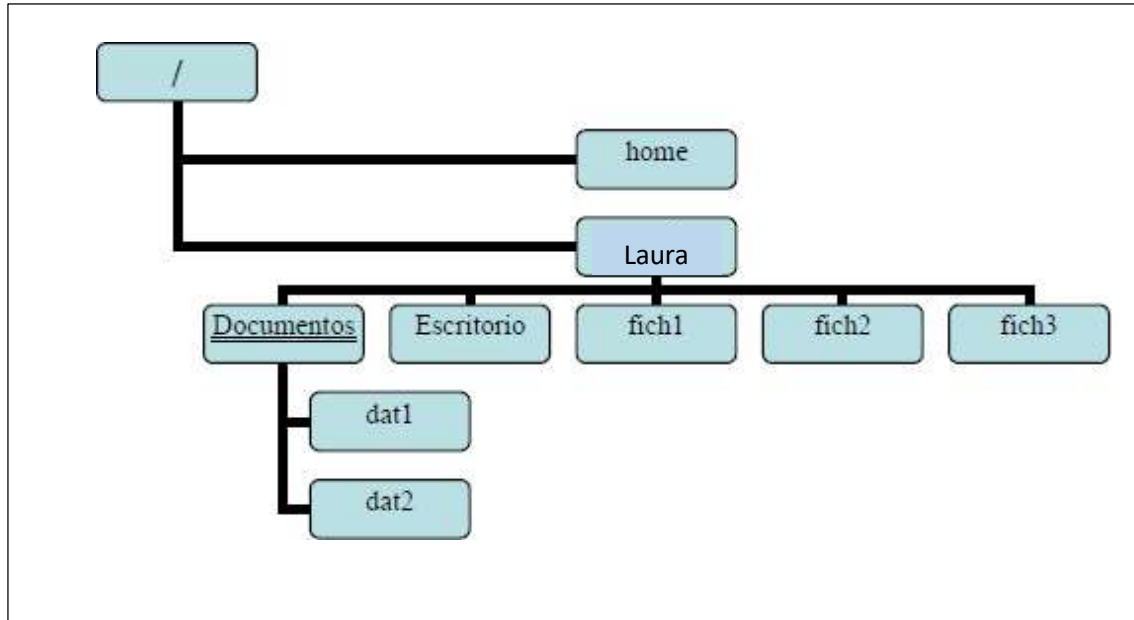 /
home
Laura
Documentos
Escritorio
fich1
fich2
fich3
dat1
dat2